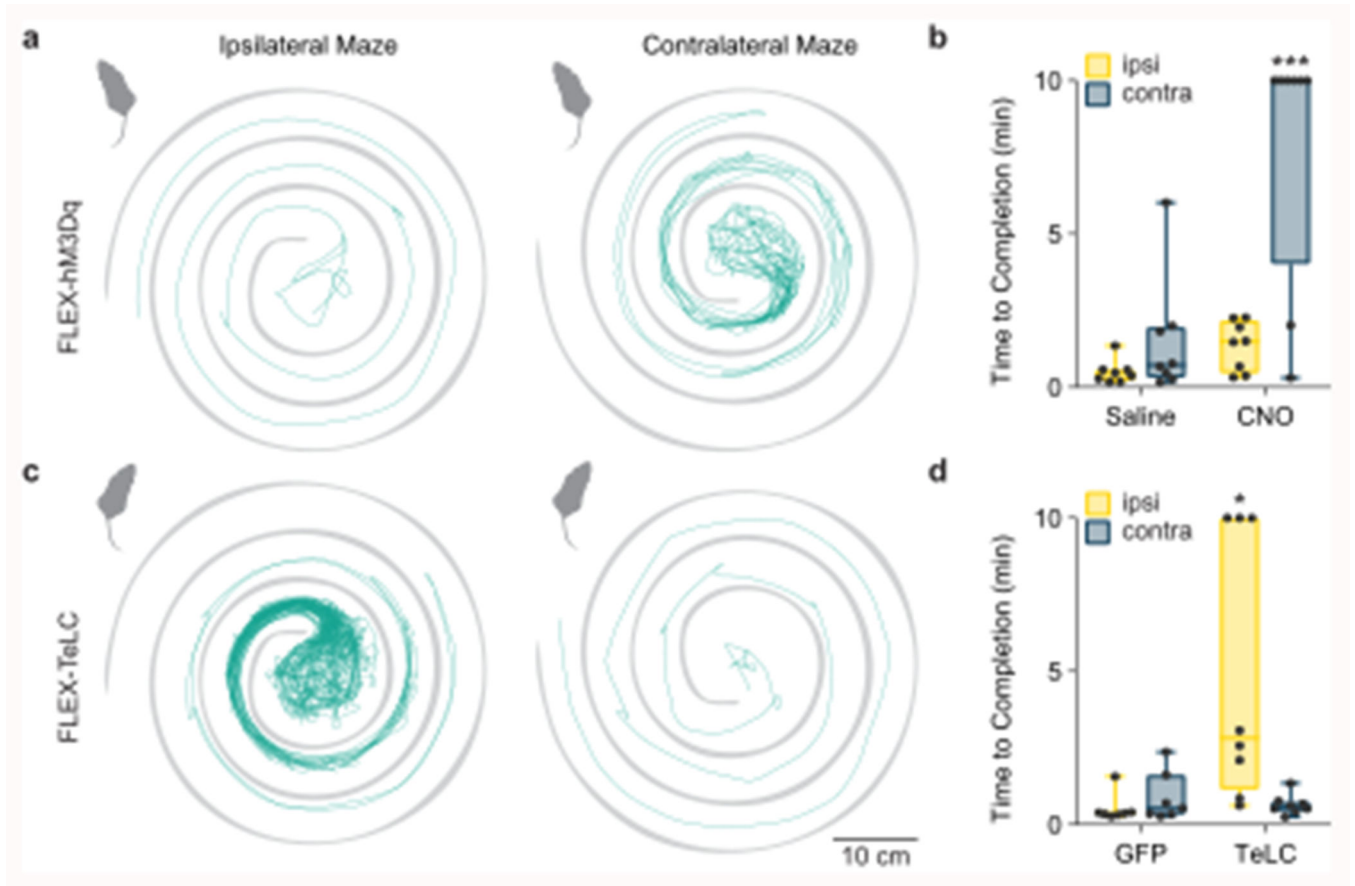 a
Ipsilateral Maze
Contralateral Maze
FLEX-hM3Dq
b
ipsi
contra
***
Time to Completion (min)
10
5
0
Saline
CNO
c
FLEX-TeLC
10 cm
d
ipsi
contra
*
Time to Completion (min)
10
5
0
GFP
TeLC